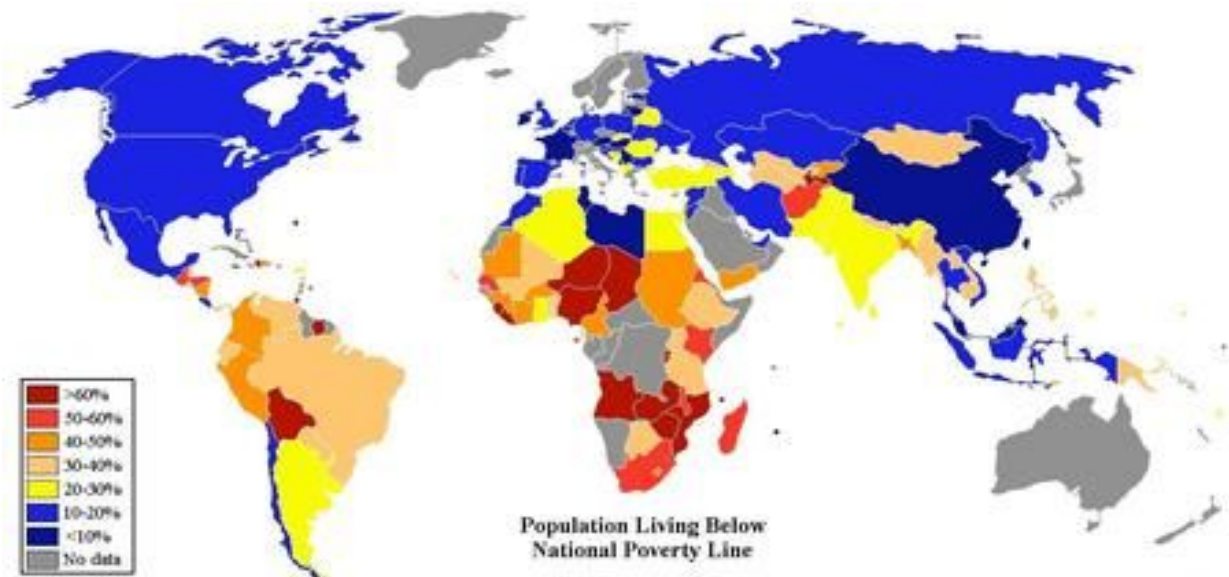 >60%
50-60%
40-50%
30-40%
20-30%
10-20%
<10%
No data
Population Living Below
National Poverty Line